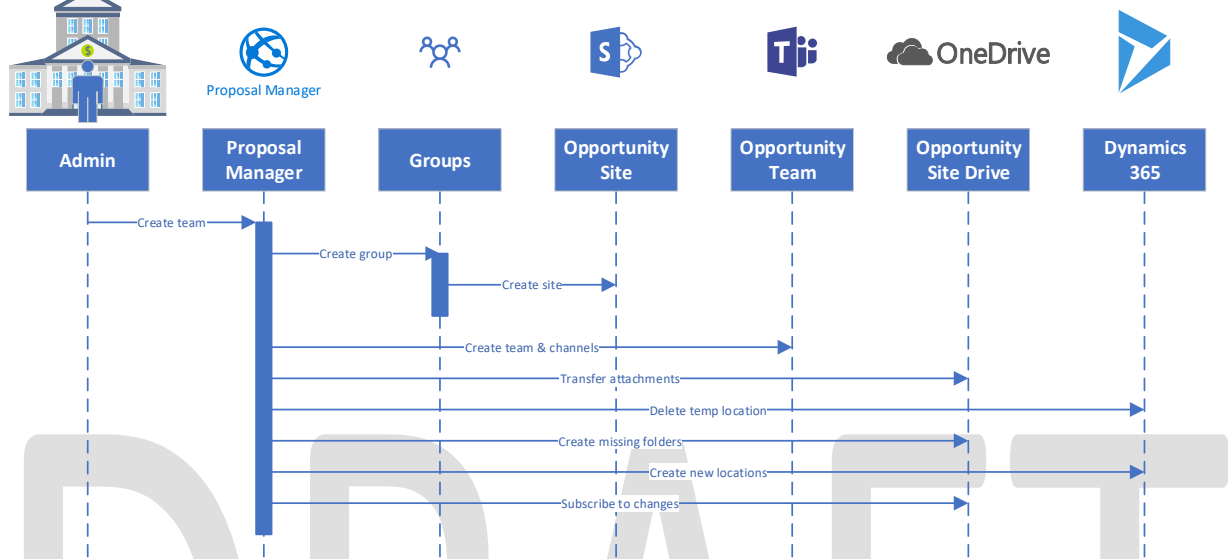 $
S
T
OneDrive
Proposal Manager
Admin
Proposal
Manager
Groups
Opportunity
Site
Opportunity
Team
Opportunity
Site Drive
Dynamics
365
Create team
Create group
Create site
Create team & channels
Transfer attachments
Delete temp location
Create missing folders
Create new locations
Subscribe to changes
DRAFT